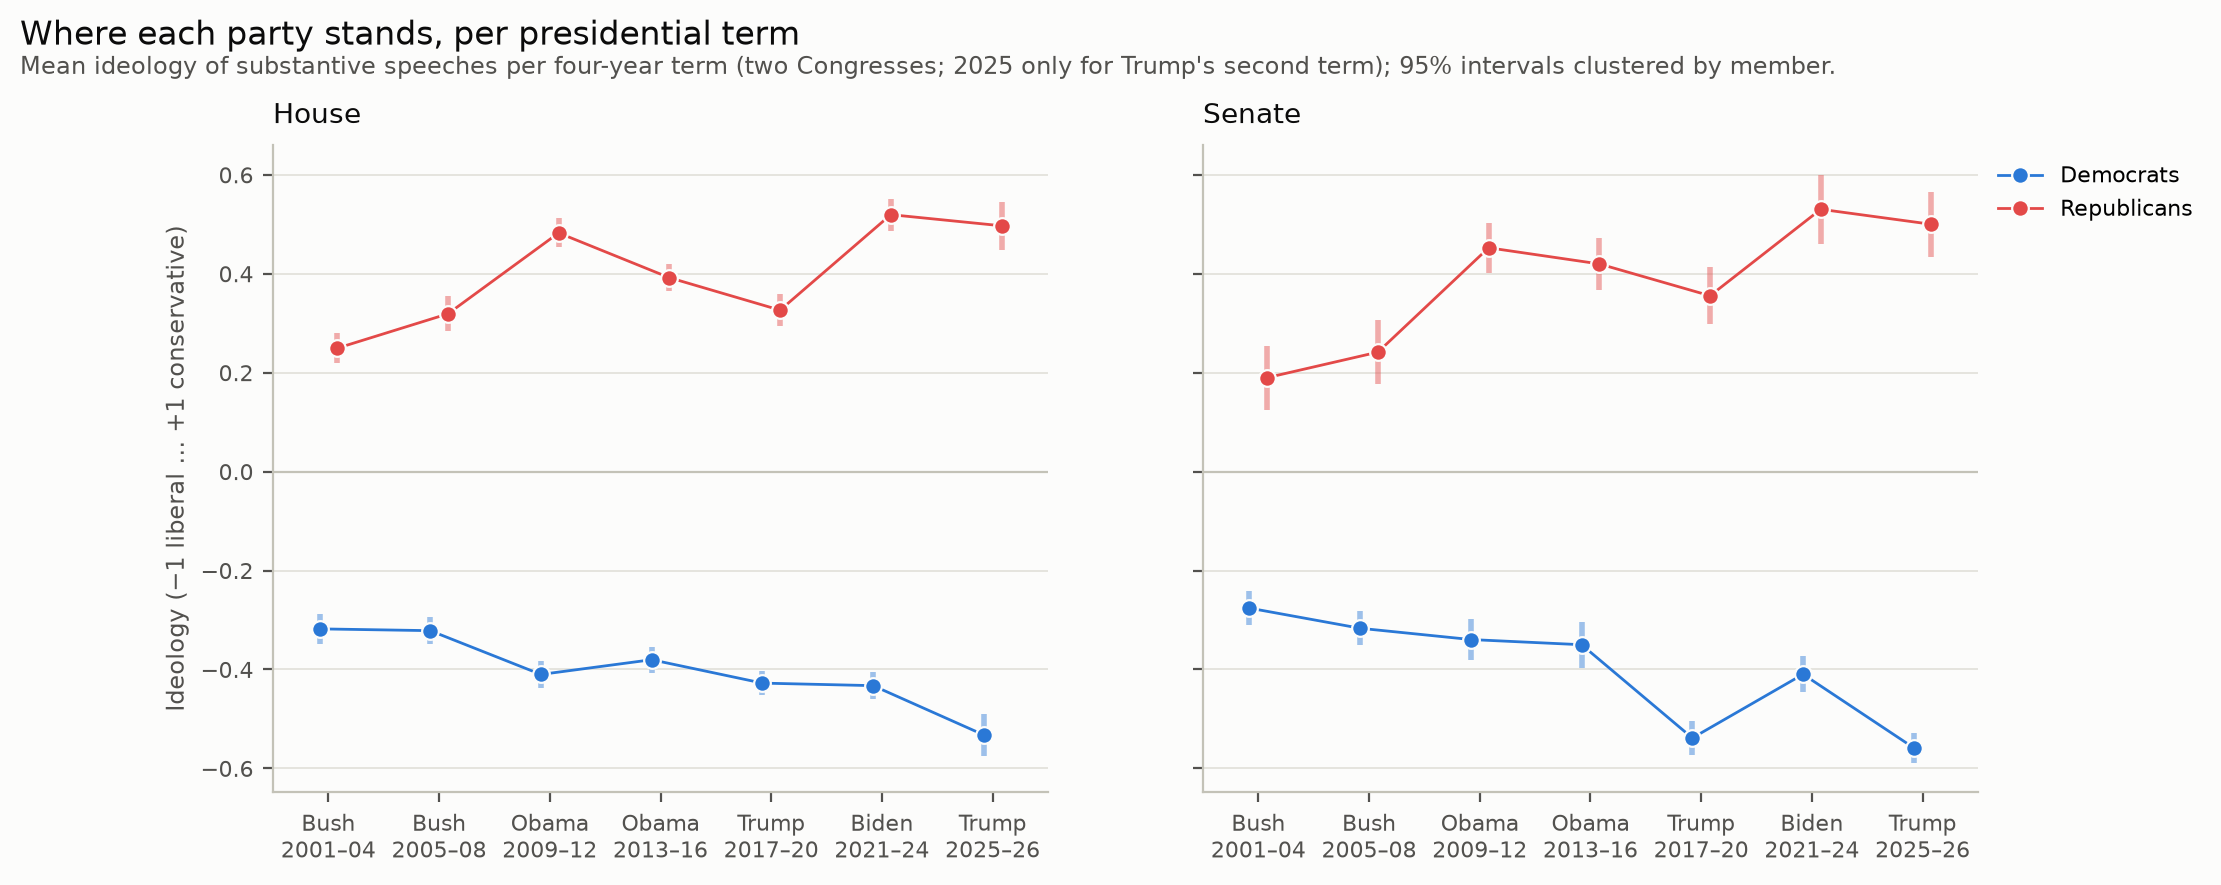 Where each party stands, per presidential term
Mean ideology of substantive speeches per four-year term (two Congresses; 2025 only for Trump's second term); 95% intervals clustered by member.
House
Ideology (−1 liberal … +1 conservative)
0.6
0.4
0.2
0.0
−0.2
−0.4
−0.6
Bush
2001–04
Bush
2005–08
Obama
2009–12
Obama
2013–16
Trump
2017–20
Biden
2021–24
Trump
2025–26
Senate
Bush
2001–04
Bush
2005–08
Obama
2009–12
Obama
2013–16
Trump
2017–20
Biden
2021–24
Trump
2025–26
Democrats
Republicans